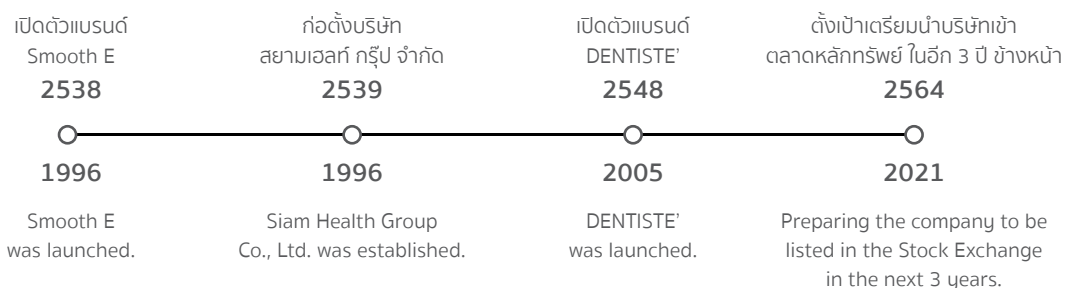 เปิดตัวแบรนด์
Smooth E
2538
ก่อตั้งบริษัท
สยามเฮลท์ กรุ๊ป จำกัด
2539
เปิดตัวแบรนด์
DENTISTE’
2548
ตั้งเป้าเตรียมนำบริษัทเข้า
ตลาดหลักทรัพย์ ในอีก 3 ปี ข้างหน้า
2564
1996
Smooth E
was launched.
1996
Siam Health Group
Co., Ltd. was established.
2005
DENTISTE’
was launched.
2021
Preparing the company to be
listed in the Stock Exchange
in the next 3 years.